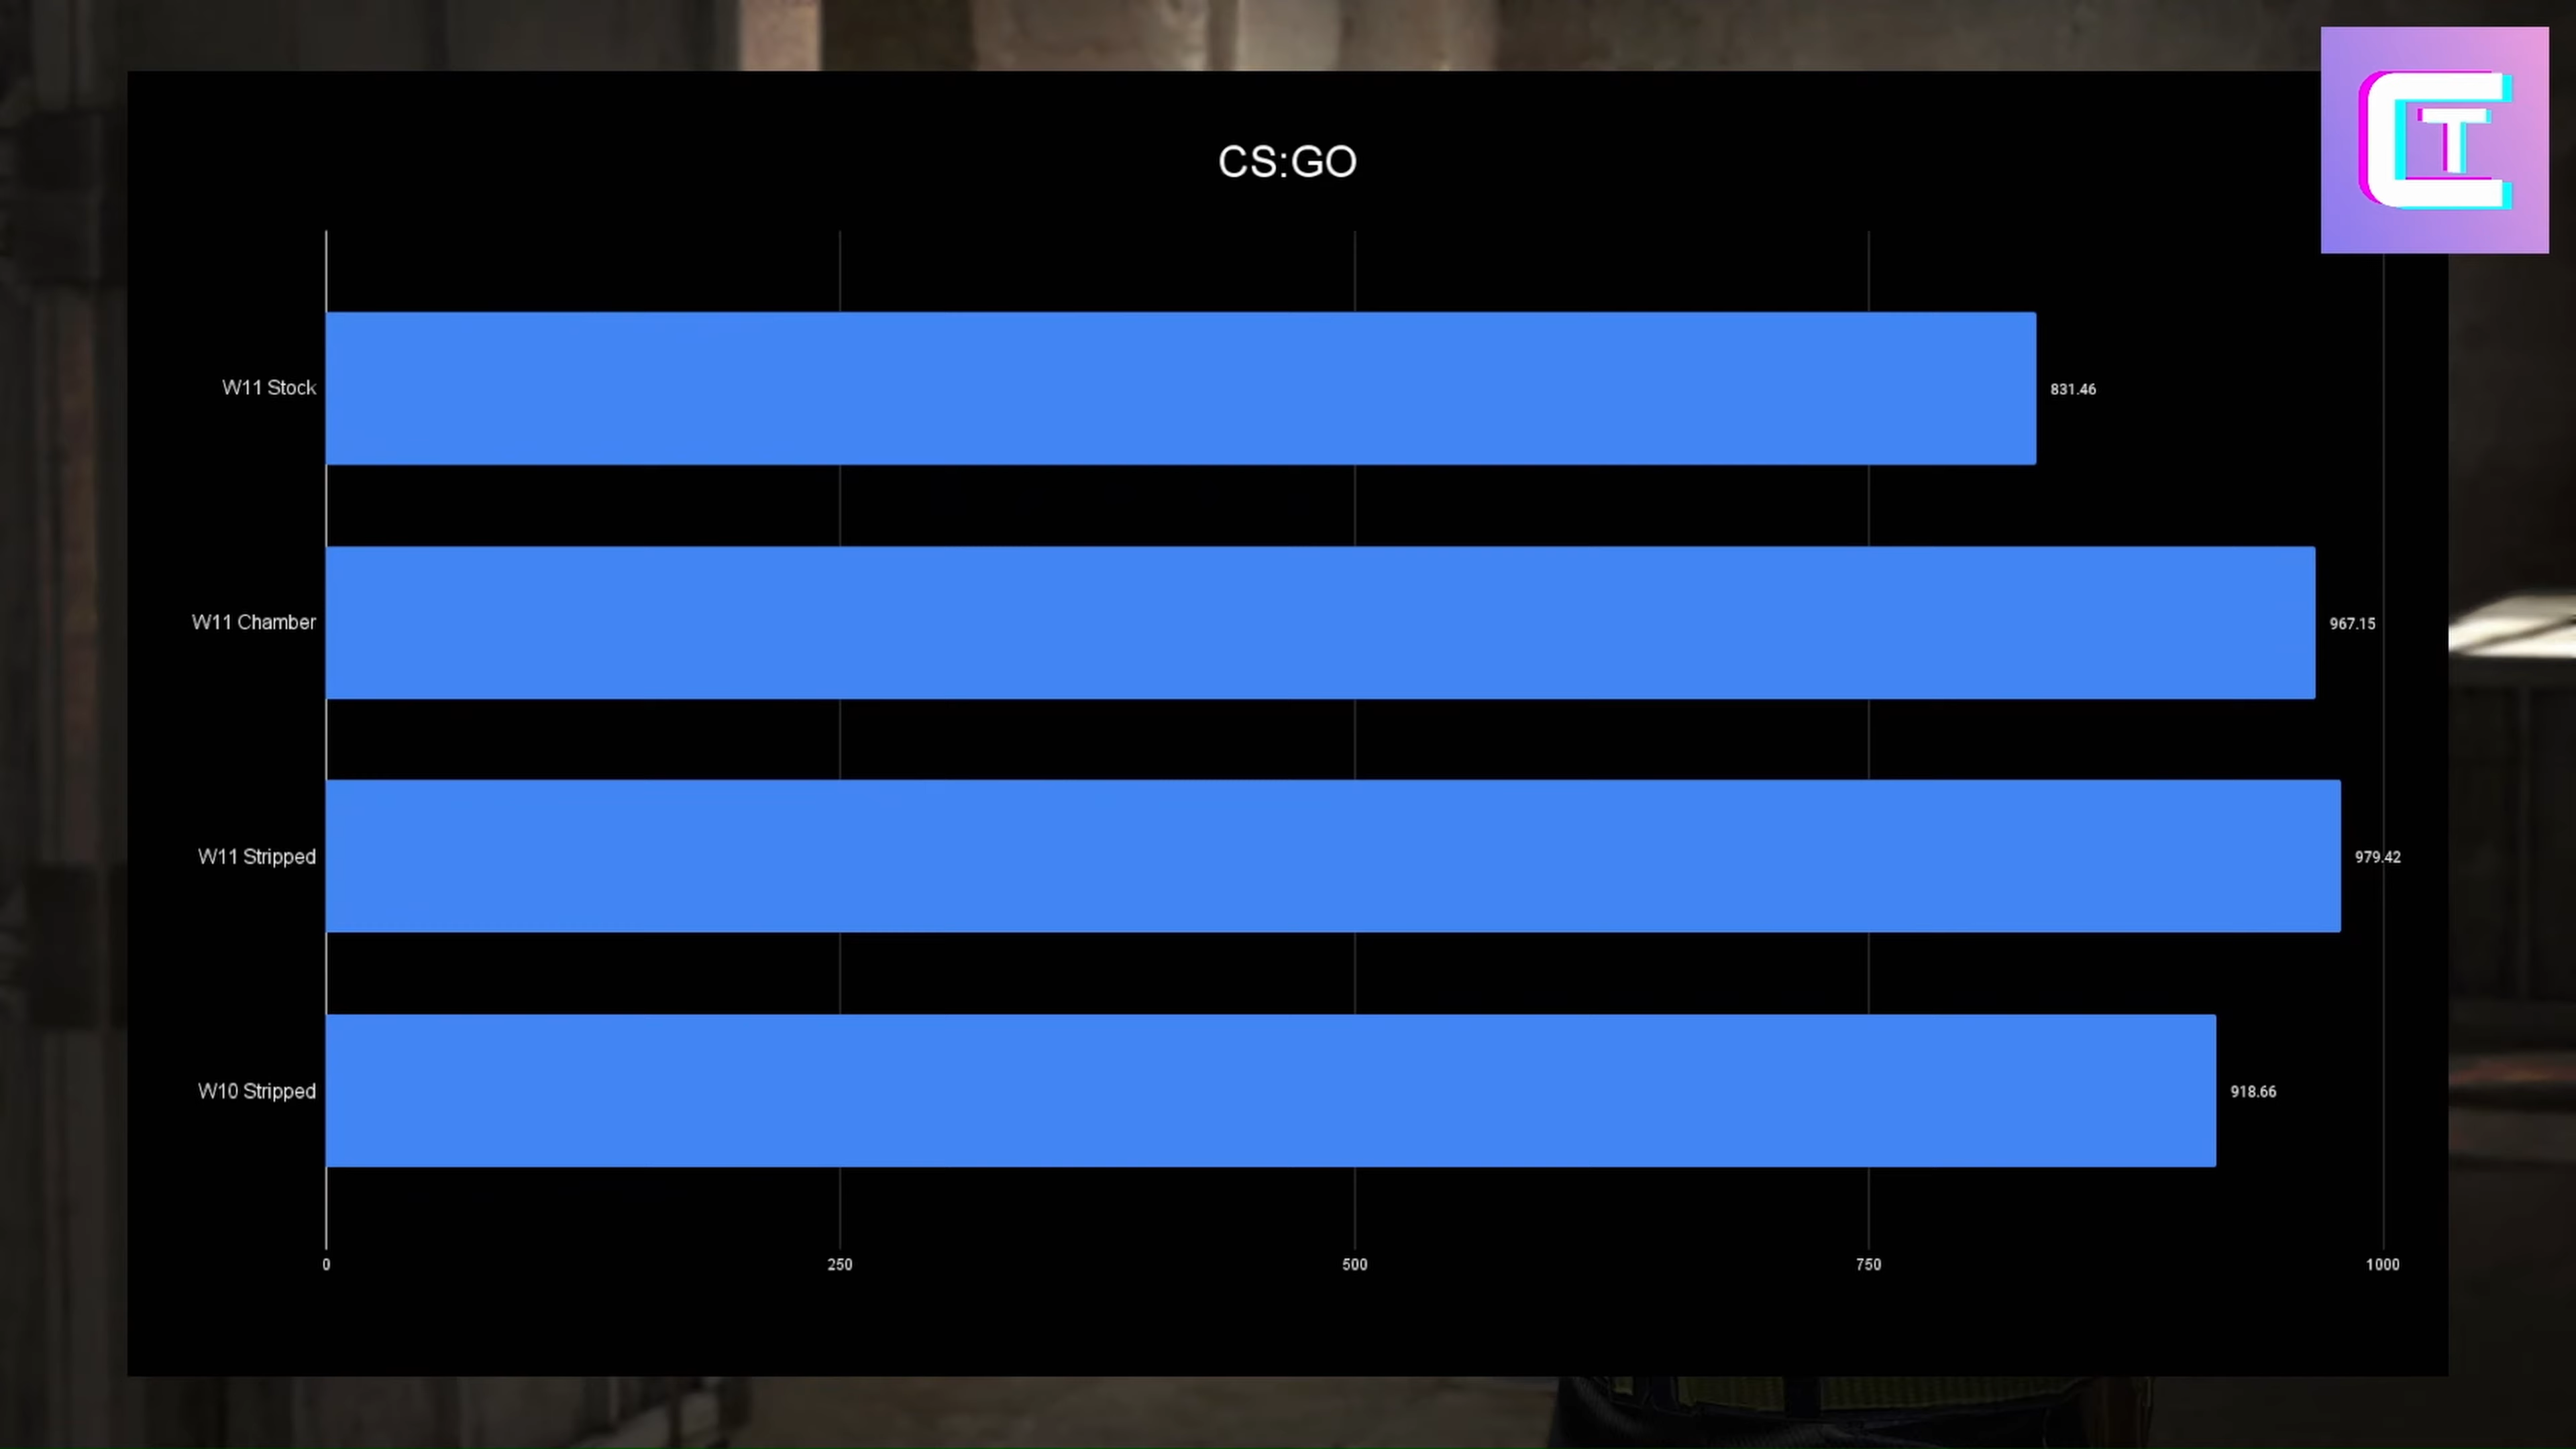 CT
CS:GO
W11 Stock
831.46
W11 Chamber
967.15
W11 Stripped
979.42
W10 Stripped
918.66
0 250 500 750 1000